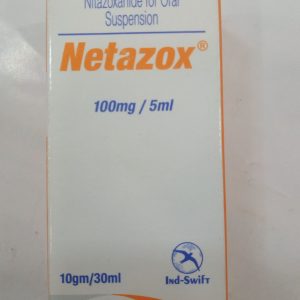 Nitazoxanide for Oral
Suspension
Netazox®
100mg / 5ml
10gm/30ml
IND-SWIFT